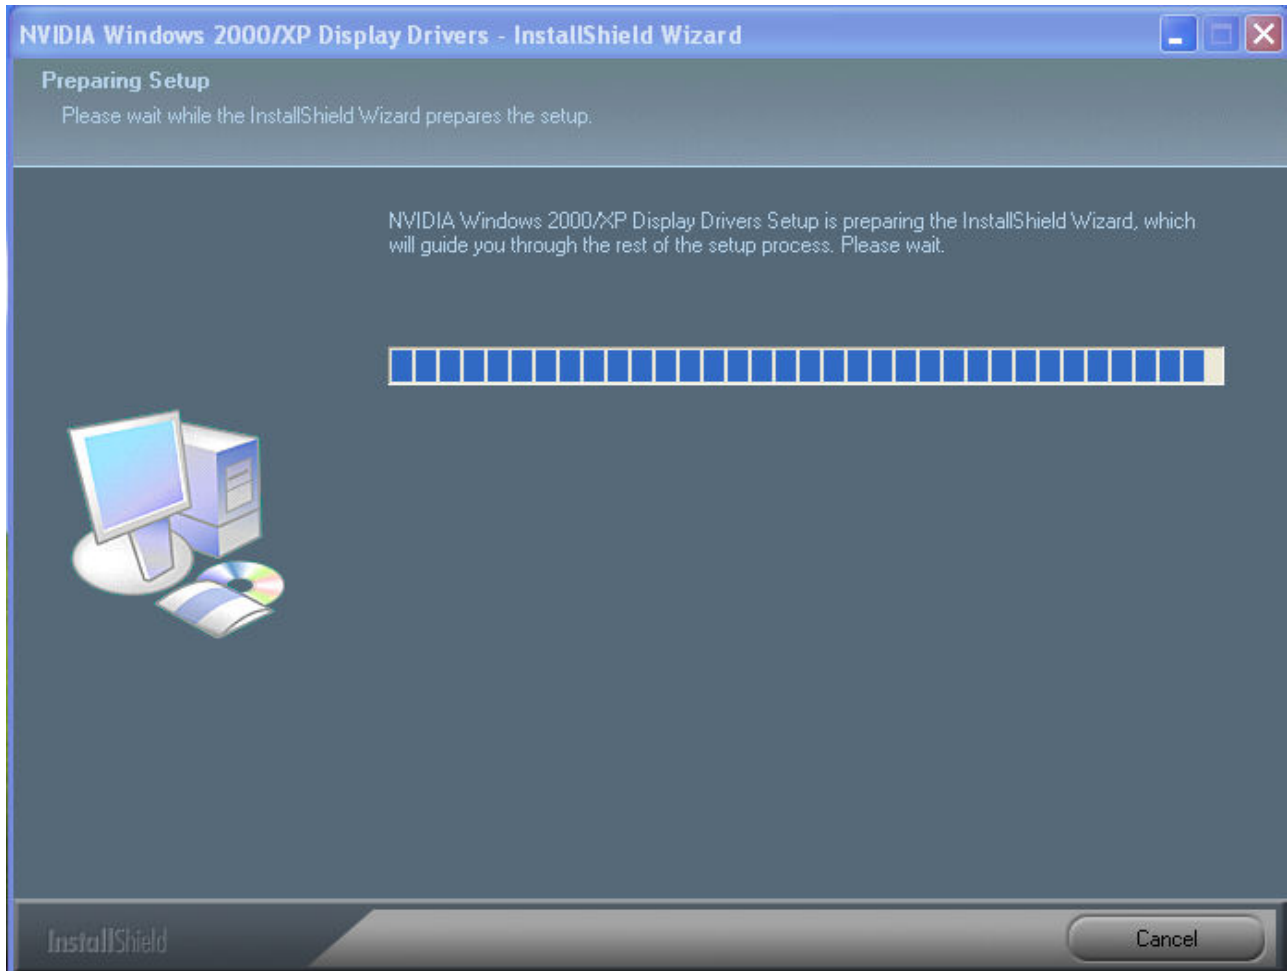 NVIDIA Windows 2000/XP Display Drivers - InstallShield Wizard
Preparing Setup
Please wait while the InstallShield Wizard prepares the setup.
NVIDIA Windows 2000/XP Display Drivers Setup is preparing the InstallShield Wizard, which
will guide you through the rest of the setup process. Please wait.
InstallShield
Cancel